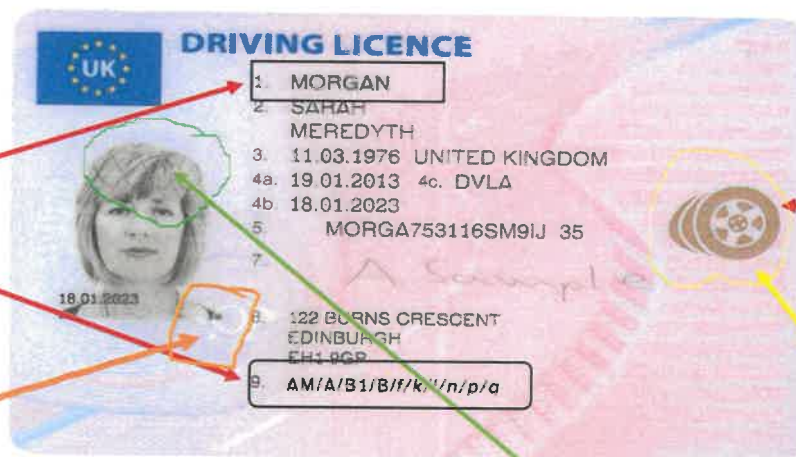 UK
DRIVING LICENCE
1. MORGAN
2. SARAH
MEREDYTH
3. 11.03.1976 UNITED KINGDOM
4a. 19.01.2013 4c. DVLA
4b. 18.01.2023
5. MORGA753116SM9IJ 35
7. A Sample
18.01.2023
8. 122 BURNS CRESCENT
EDINBURGH
EH1 9GP
9. AM/A/B1/B/f/k/l/n/p/q